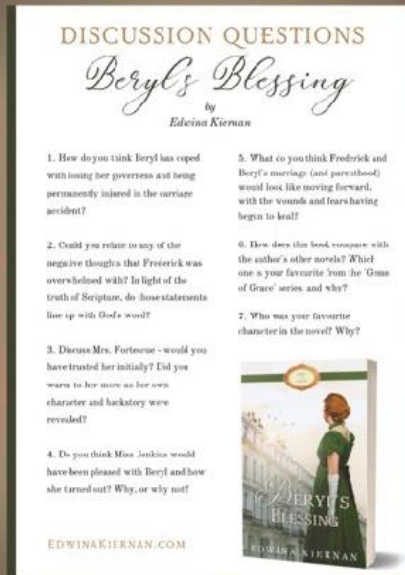 DISCUSSION QUESTIONS
Beryl's Blessing
by
Edwina Kiernan
1. How do you think Beryl has coped
with losing her governess and being
permanently injured in the carriage
accident?
2. Could you relate to any of the
negative thoughts that Frederick was
overwhelmed with? In light of the
truth of Scripture, do those statements
line up with God's word?
3. Discuss Mrs. Fortescue - would you
have trusted her initially? Did you
warm to her more as her own
character and backstory were
revealed?
4. Do you think Miss Jenkins would
have been pleased with Beryl and how
she turned out? Why, or why not?
5. What do you think Frederick and
Beryl's marriage (and parenthood)
would look like moving forward,
with the wounds and fears having
begun to heal?
6. How does this book compare with
the author's other novels? Which
one is your favourite from the 'Gems
of Grace' series, and why?
7. Who was your favourite
character in the novel? Why?
BERYL'S
BLESSING
EDWINA KIERNAN
EDWINAKIERNAN.COM